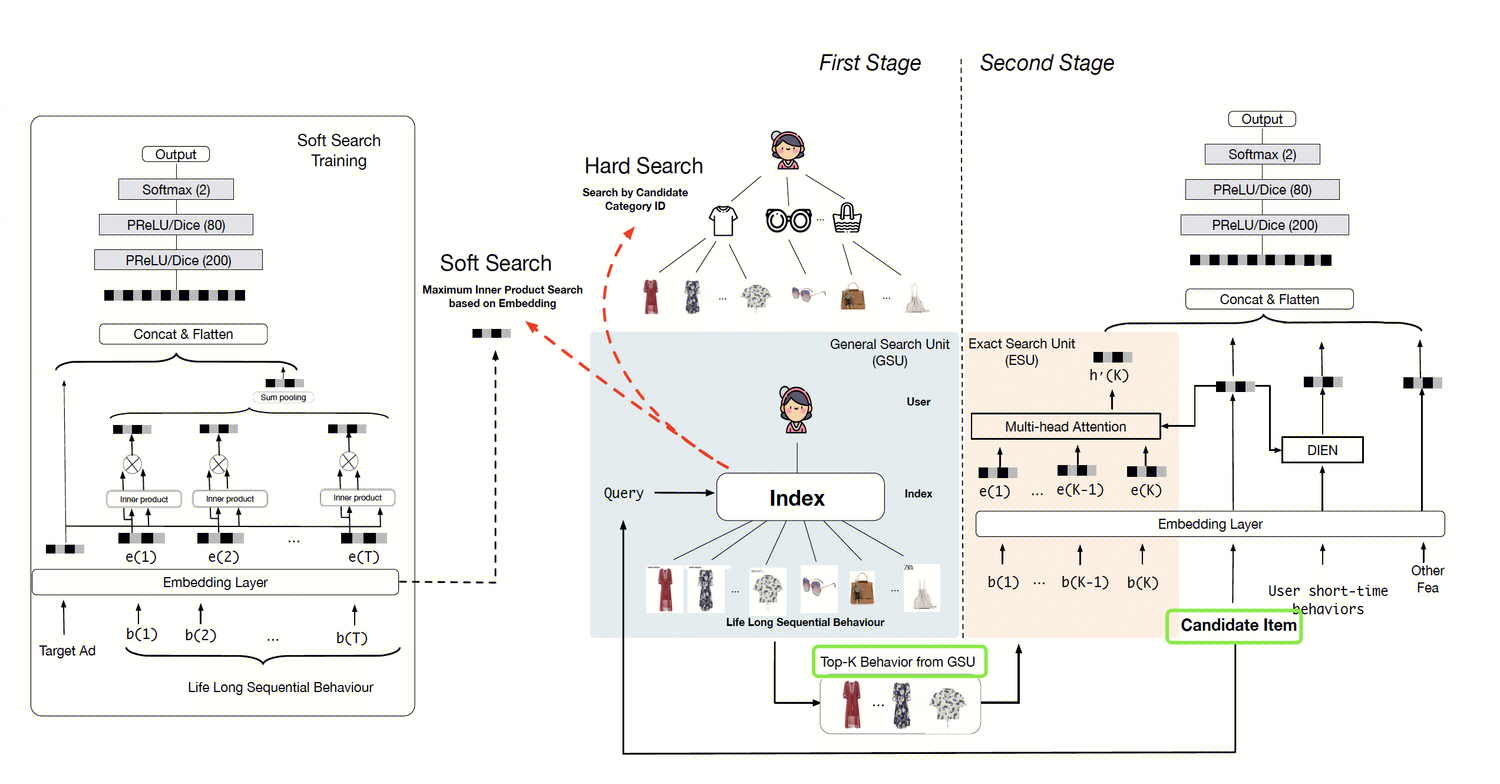 First Stage
Second Stage
Soft Search
Training
Output
Softmax (2)
PReLU/Dice (80)
PReLU/Dice (200)
Concat & Flatten
Sum pooling
Inner product
Inner product
Inner product
e(1)
e(2)
...
e(T)
Embedding Layer
Target Ad
b(1)
b(2)
...
b(T)
Life Long Sequential Behaviour
Soft Search
Maximum Inner Product Search
based on Embedding
Hard Search
Search by Candidate
Category ID
...
...
...
General Search Unit
(GSU)
User
Query
Index
Index
...
...
Life Long Sequential Behaviour
Top-K Behavior from GSU
...
Exact Search Unit
(ESU)
h’(K)
Multi-head Attention
e(1)
...
e(K-1)
e(K)
Output
Softmax (2)
PReLU/Dice (80)
PReLU/Dice (200)
Concat & Flatten
DIEN
Embedding Layer
b(1)
...
b(K-1)
b(K)
Candidate Item
User short-time
behaviors
Other
Fea